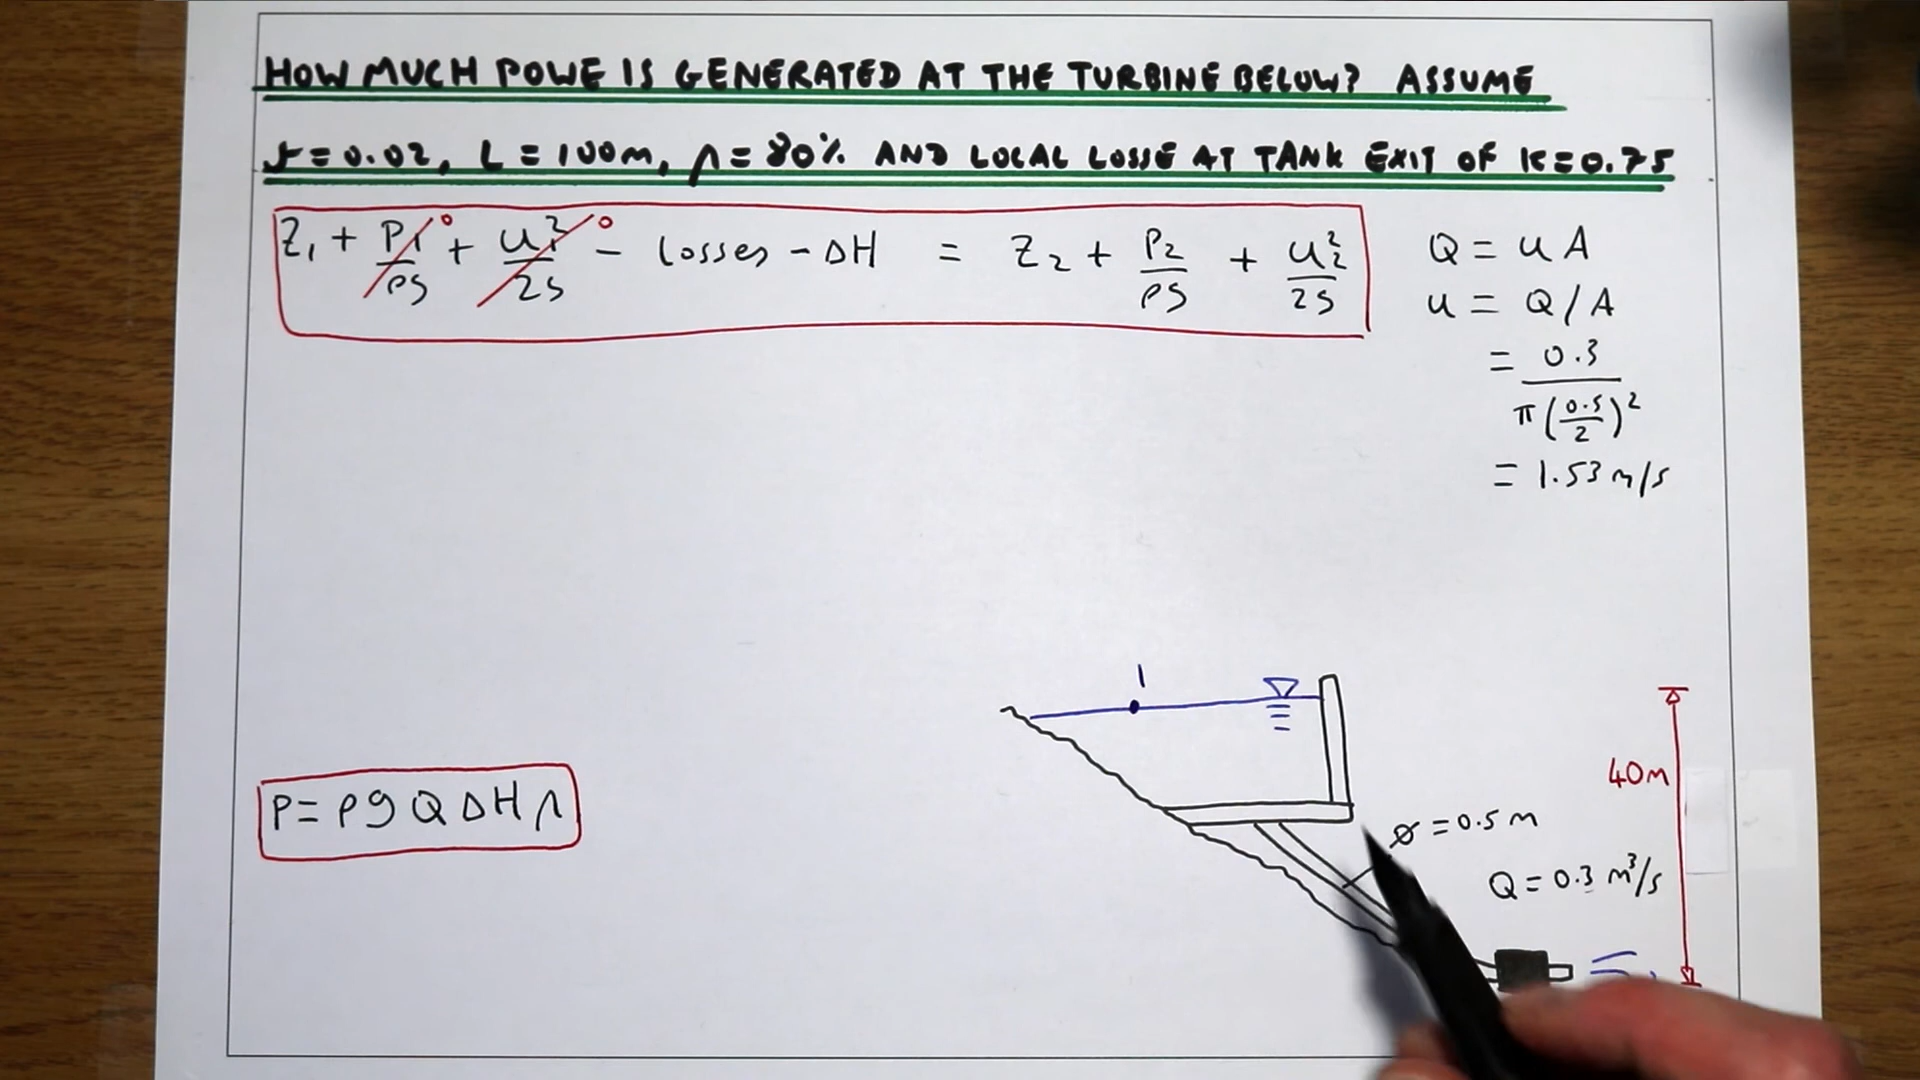 HOW MUCH POWE IS GENERATED AT THE TURBINE BELOW? ASSUME
f=0.02, L=100m, η=80% AND LOCAL LOSSE AT TANK EXIT OF K=0.75
Z₁ + P₁/ρg ⁰ + u₁²/2g ⁰ - losses - ΔH = Z₂ + P₂/ρg + u₂²/2g
Q = uA
u = Q/A
= 0.3/π(0.5/2)²
= 1.53 m/s
1
40m
P = ρgQΔHη
ø = 0.5 m
Q = 0.3 m³/s